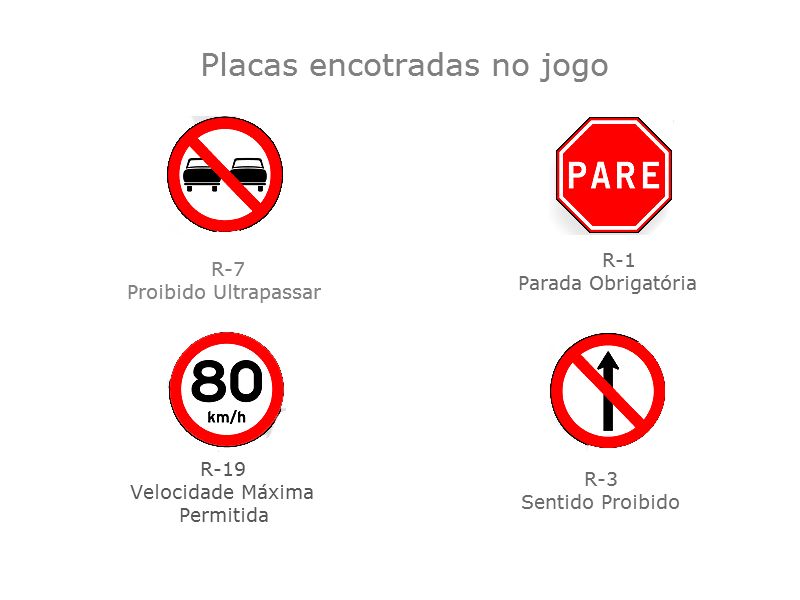 Placas encotradas no jogo
PARE
R-7
Proibido Ultrapassar
R-1
Parada Obrigatória
80
km/h
R-19
Velocidade Máxima
Permitida
R-3
Sentido Proibido